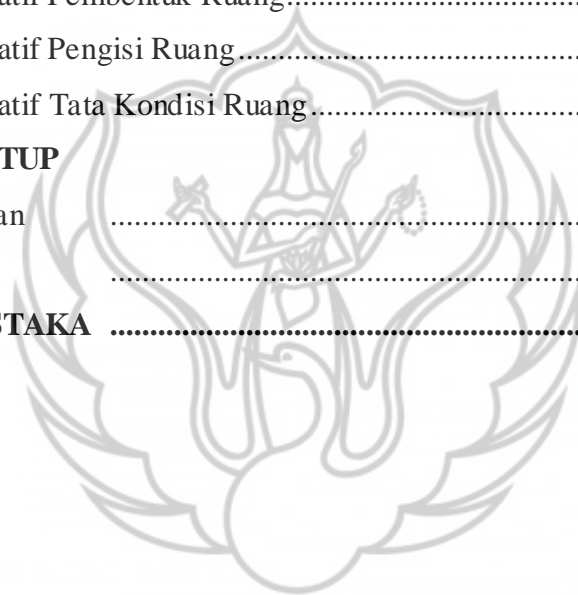 atif Pembentuk Ruang..............................
atif Pengisi Ruang....................................
atif Tata Kondisi Ruang...........................
TUP
an ..................................................
..................................................
STAKA ..................................................